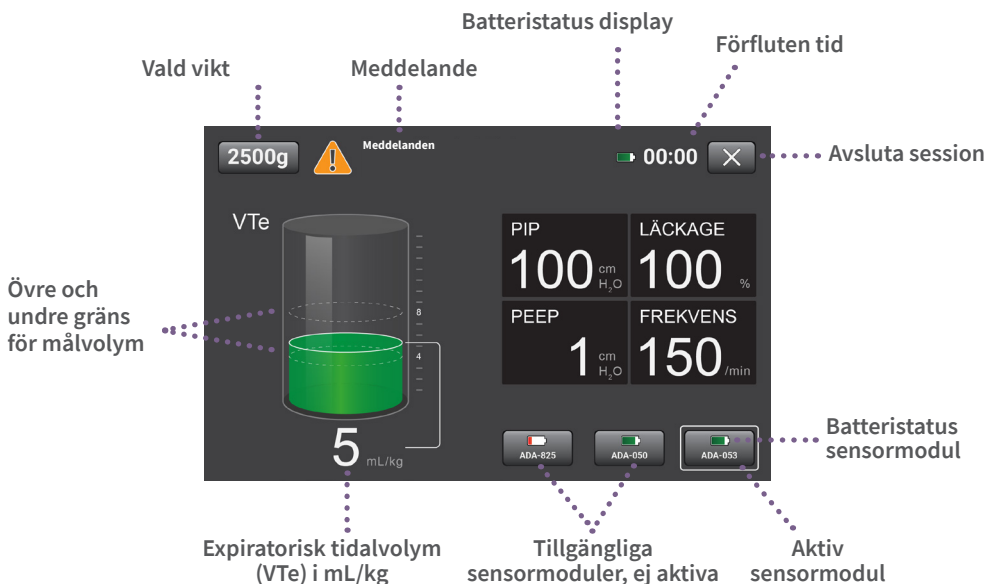 Batteristatus display
Förfluten tid
Vald vikt
Meddelande
2500g
Meddelanden
00:00
Avsluta session
VTe
PIP
LÄCKAGE
100 cm H₂O
100 %
8
Övre och
undre gräns
för målvolym
PEEP
FREKVENS
4
1 cm H₂O
150 /min
5 mL/kg
ADA-825
ADA-050
ADA-053
Batteristatus
sensormodul
Expiratorisk tidalvolym
(VTe) i mL/kg
Tillgängliga
sensormoduler, ej aktiva
Aktiv
sensormodul